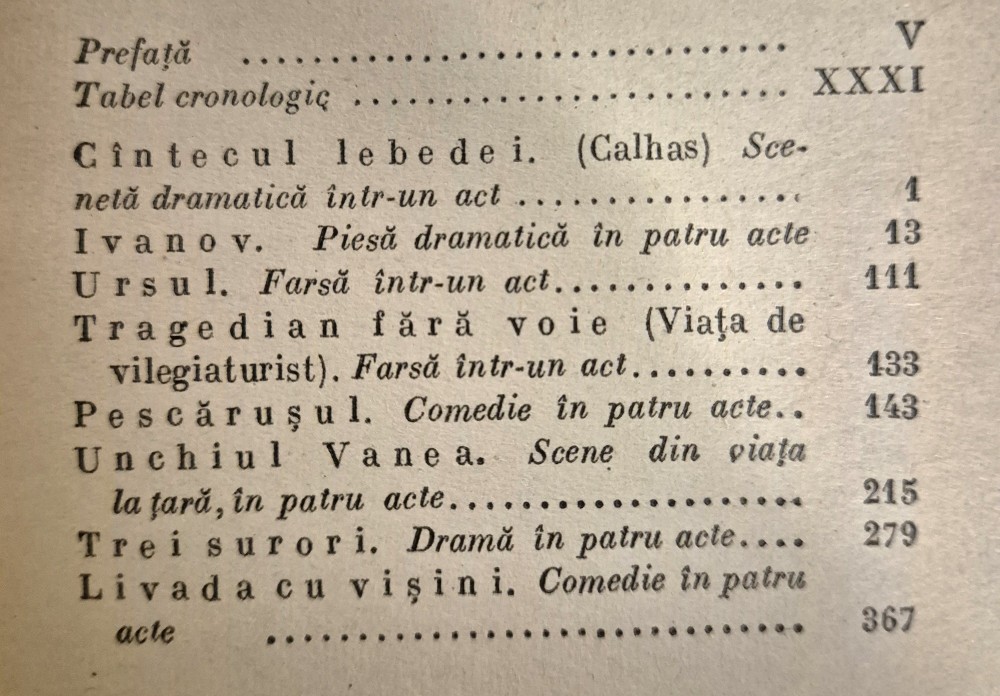 Prefață .................................. V
Tabel cronologic ........................ XXXI
Cîntecul lebedei. (Calhas) Sce-
netă dramatică într-un act ................ 1
Ivanov. Piesă dramatică în patru acte 13
Ursul. Farsă într-un act.............. 111
Tragedian fără voie (Viața de
vilegiaturist). Farsă într-un act.......... 133
Pescărușul. Comedie în patru acte.. 143
Unchiul Vanea. Scene din viața
la țară, în patru acte..................... 215
Trei surori. Dramă în patru acte.... 279
Livada cu vișini. Comedie în patru
acte ................................ 367